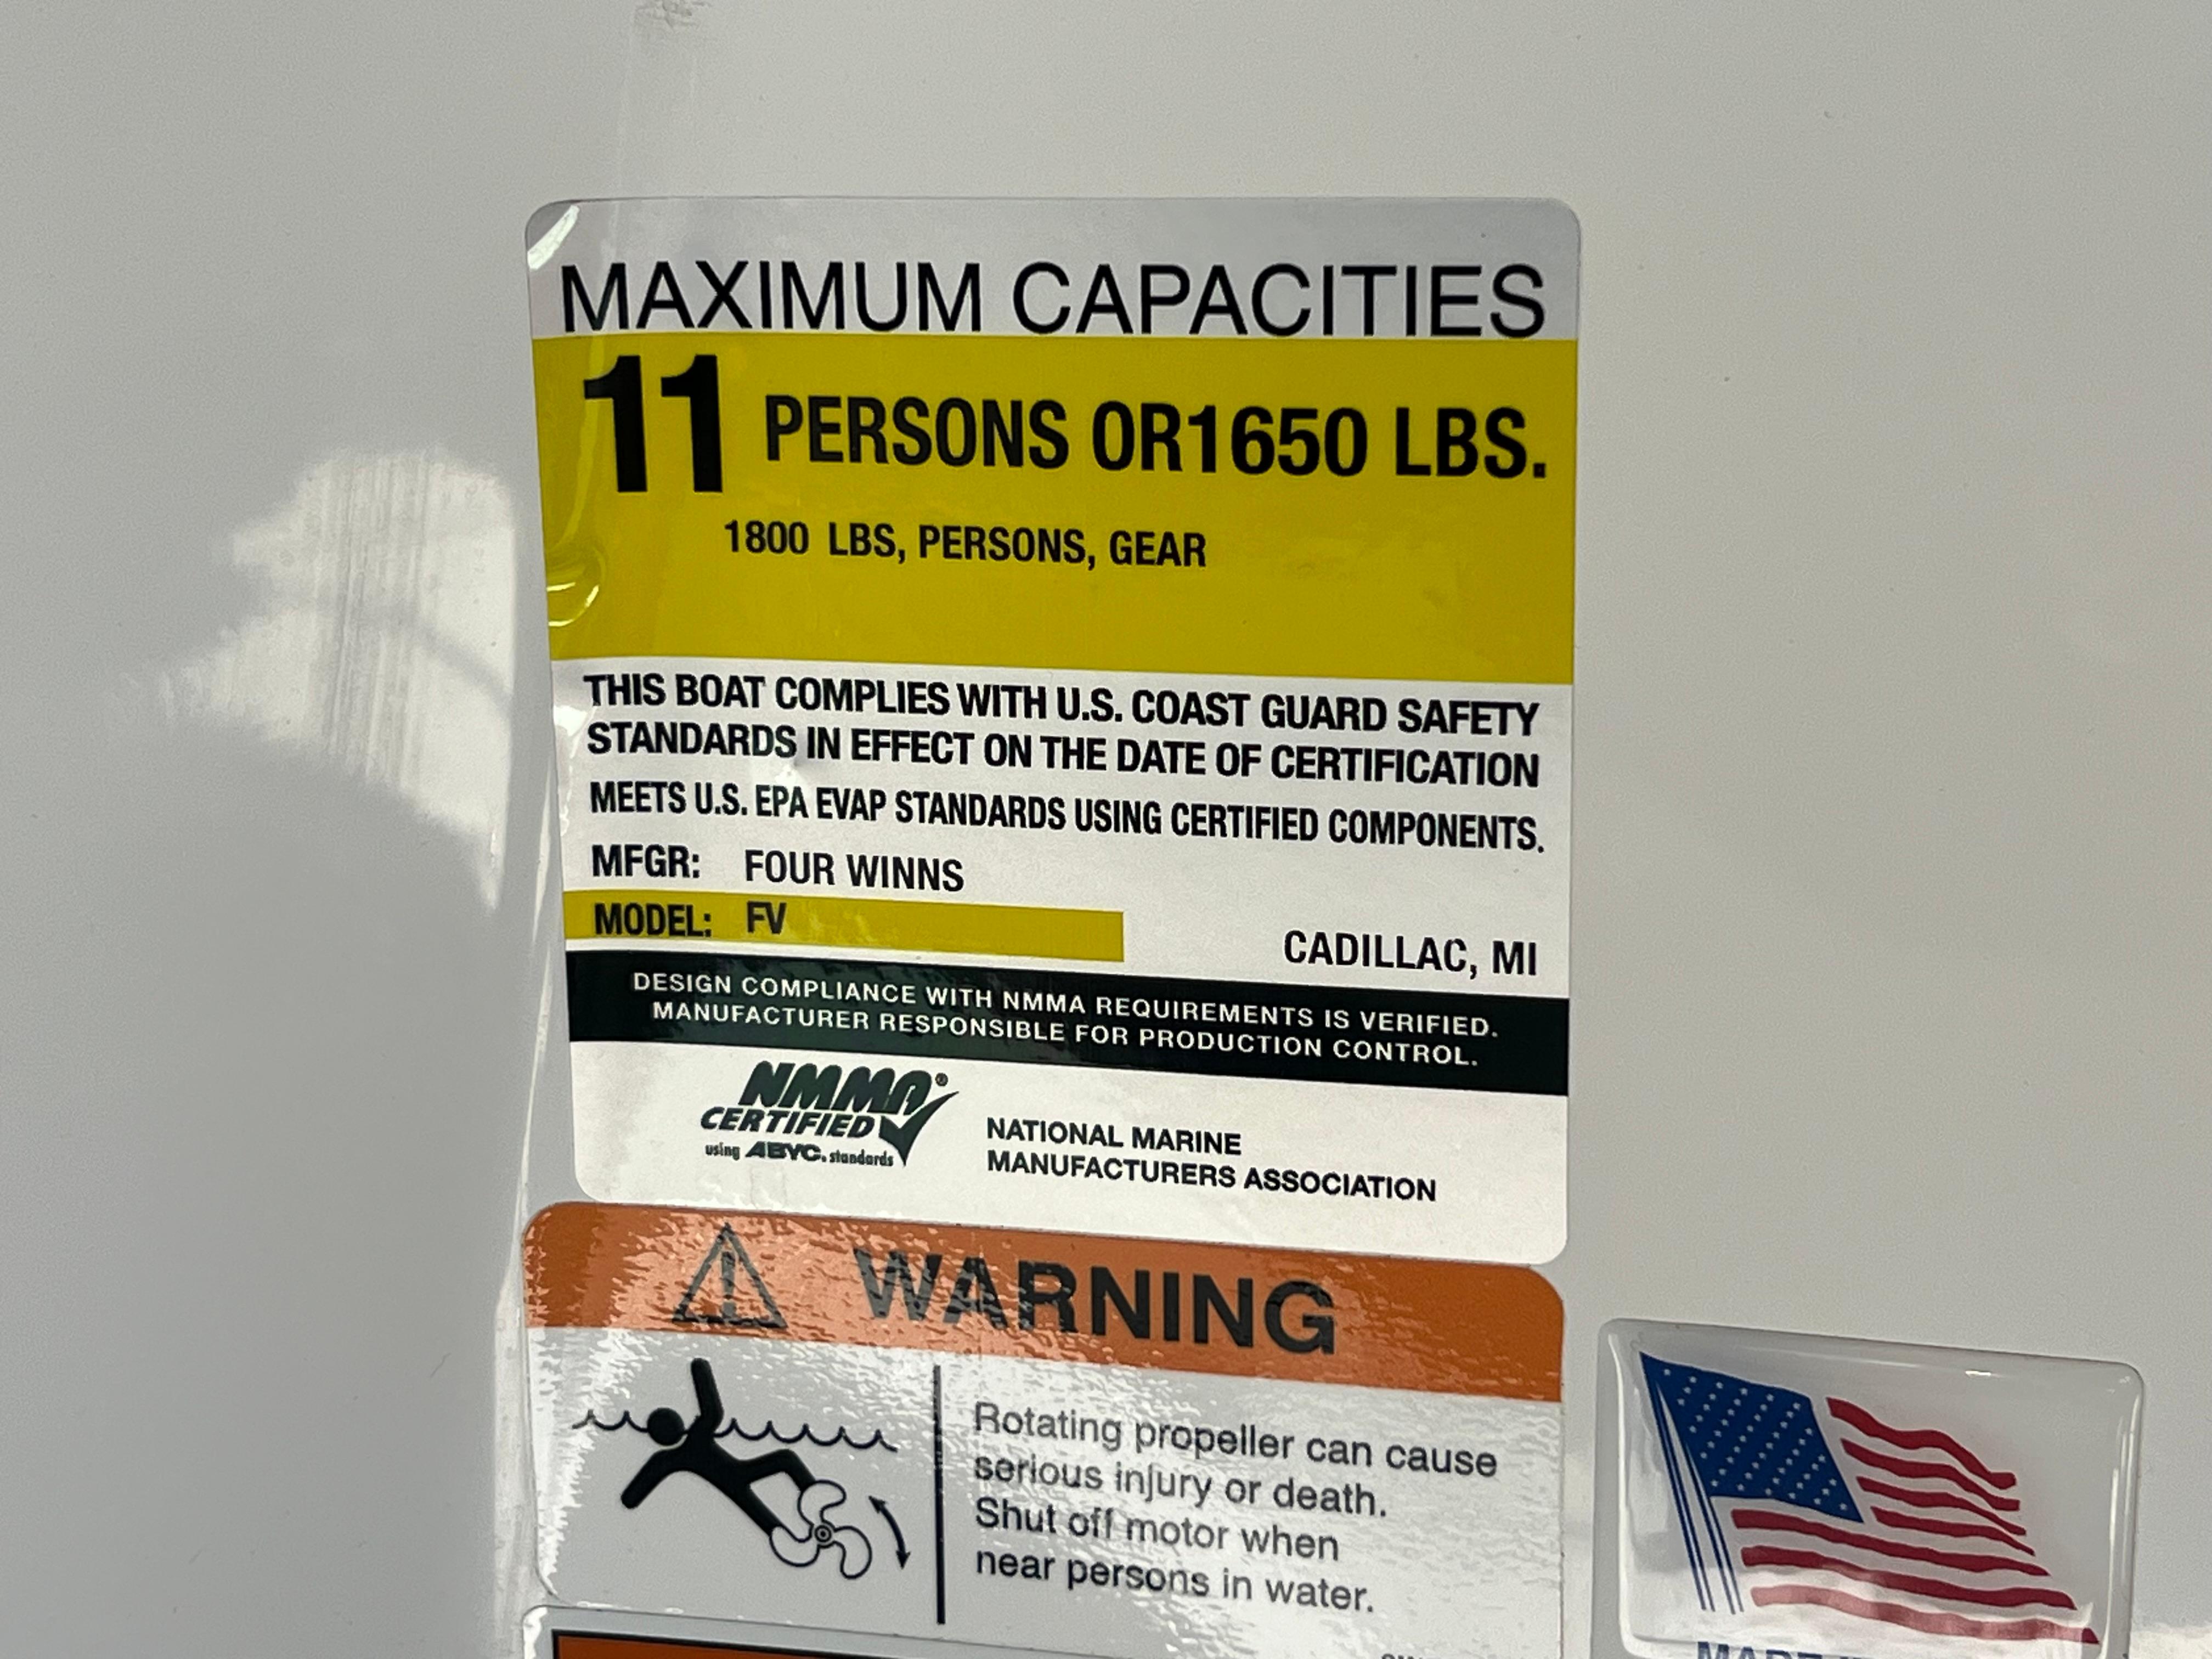 MAXIMUM CAPACITIES
11 PERSONS OR1650 LBS.
1800 LBS, PERSONS, GEAR
THIS BOAT COMPLIES WITH U.S. COAST GUARD SAFETY
STANDARDS IN EFFECT ON THE DATE OF CERTIFICATION
MEETS U.S. EPA EVAP STANDARDS USING CERTIFIED COMPONENTS.
MFGR: FOUR WINNS
MODEL: FV
CADILLAC, MI
DESIGN COMPLIANCE WITH NMMA REQUIREMENTS IS VERIFIED.
MANUFACTURER RESPONSIBLE FOR PRODUCTION CONTROL.
NMMA®
CERTIFIED
using ABYC. standards
NATIONAL MARINE
MANUFACTURERS ASSOCIATION
WARNING
Rotating propeller can cause
serious injury or death.
Shut off motor when
near persons in water.